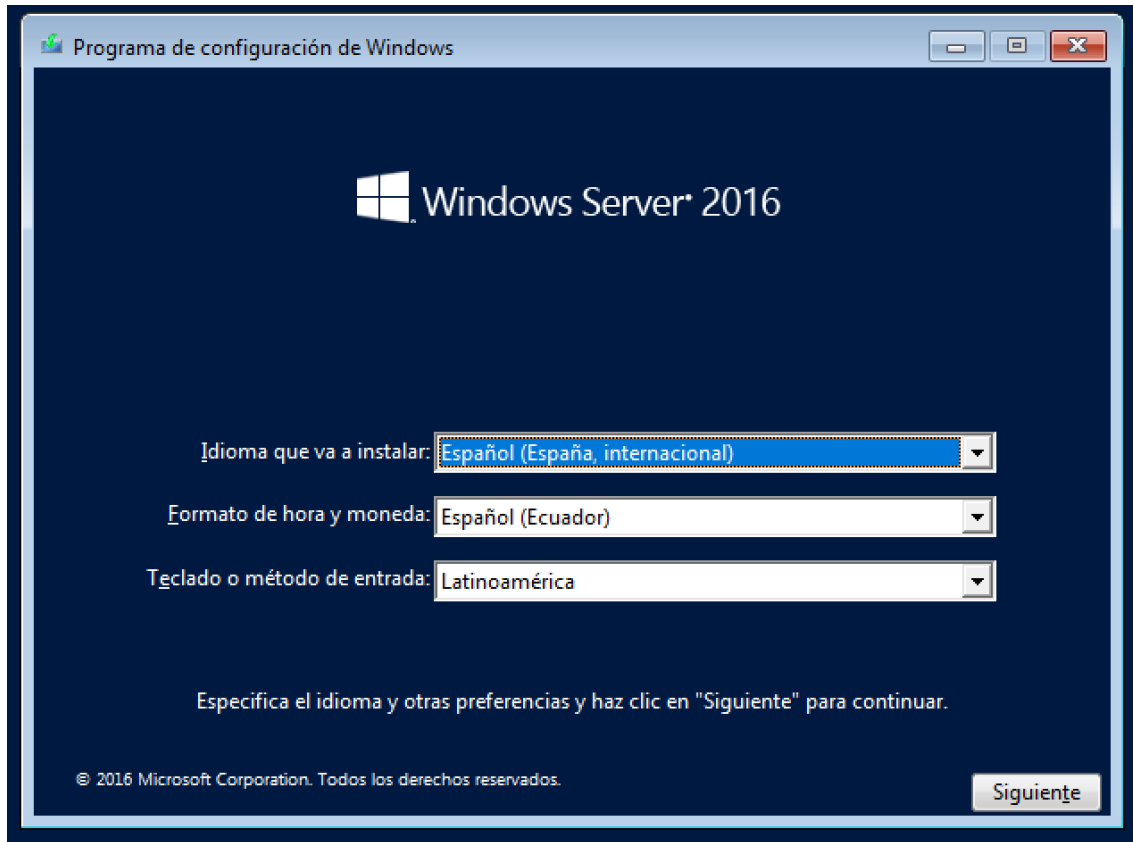 Programa de configuración de Windows
Windows Server® 2016
Idioma que va a instalar: Español (España, internacional)
Formato de hora y moneda: Español (Ecuador)
Teclado o método de entrada: Latinoamérica
Especifica el idioma y otras preferencias y haz clic en "Siguiente" para continuar.
© 2016 Microsoft Corporation. Todos los derechos reservados.
Siguiente